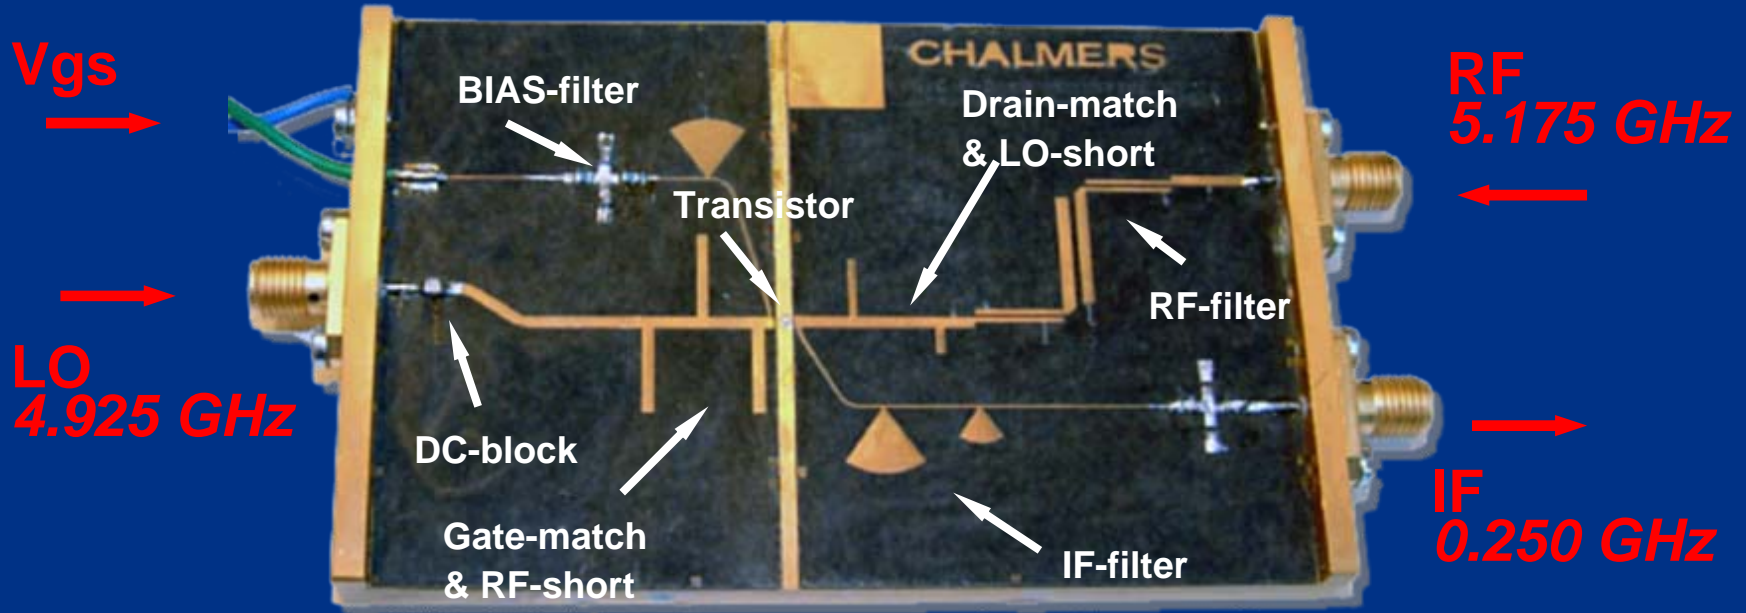 Vgs
BIAS-filter
CHALMERS
Drain-match
& LO-short
RF
5.175 GHz
Transistor
RF-filter
LO
4.925 GHz
DC-block
Gate-match
& RF-short
IF-filter
IF
0.250 GHz